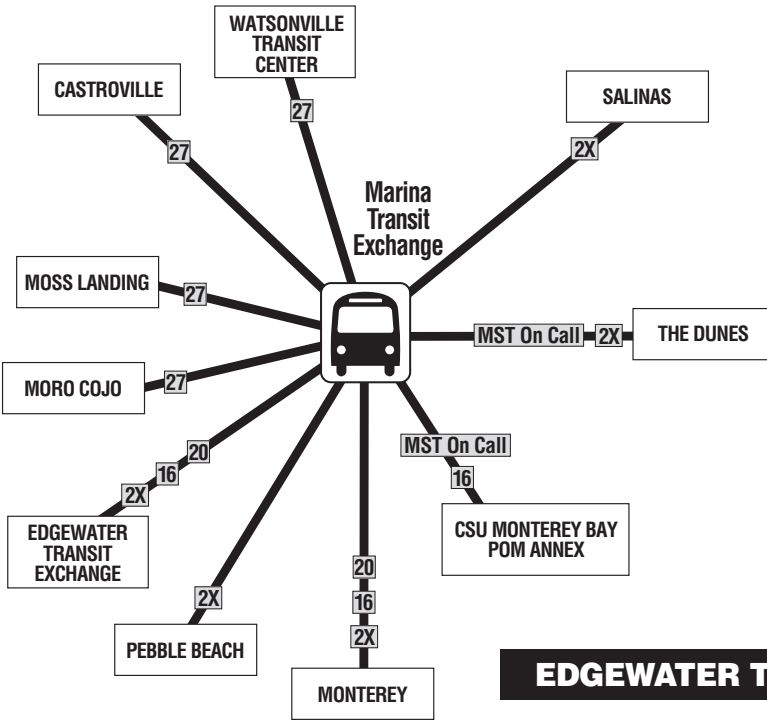 WATSONVILLE
TRANSIT
CENTER
CASTROVILLE
SALINAS
27
27
2X
Marina
Transit
Exchange
MOSS LANDING
27
MST On Call
2X
THE DUNES
MORO COJO
27
20
16
2X
EDGEWATER
TRANSIT
EXCHANGE
MST On Call
16
CSU MONTEREY BAY
POM ANNEX
2X
PEBBLE BEACH
20
16
2X
MONTEREY
EDGEWATER T